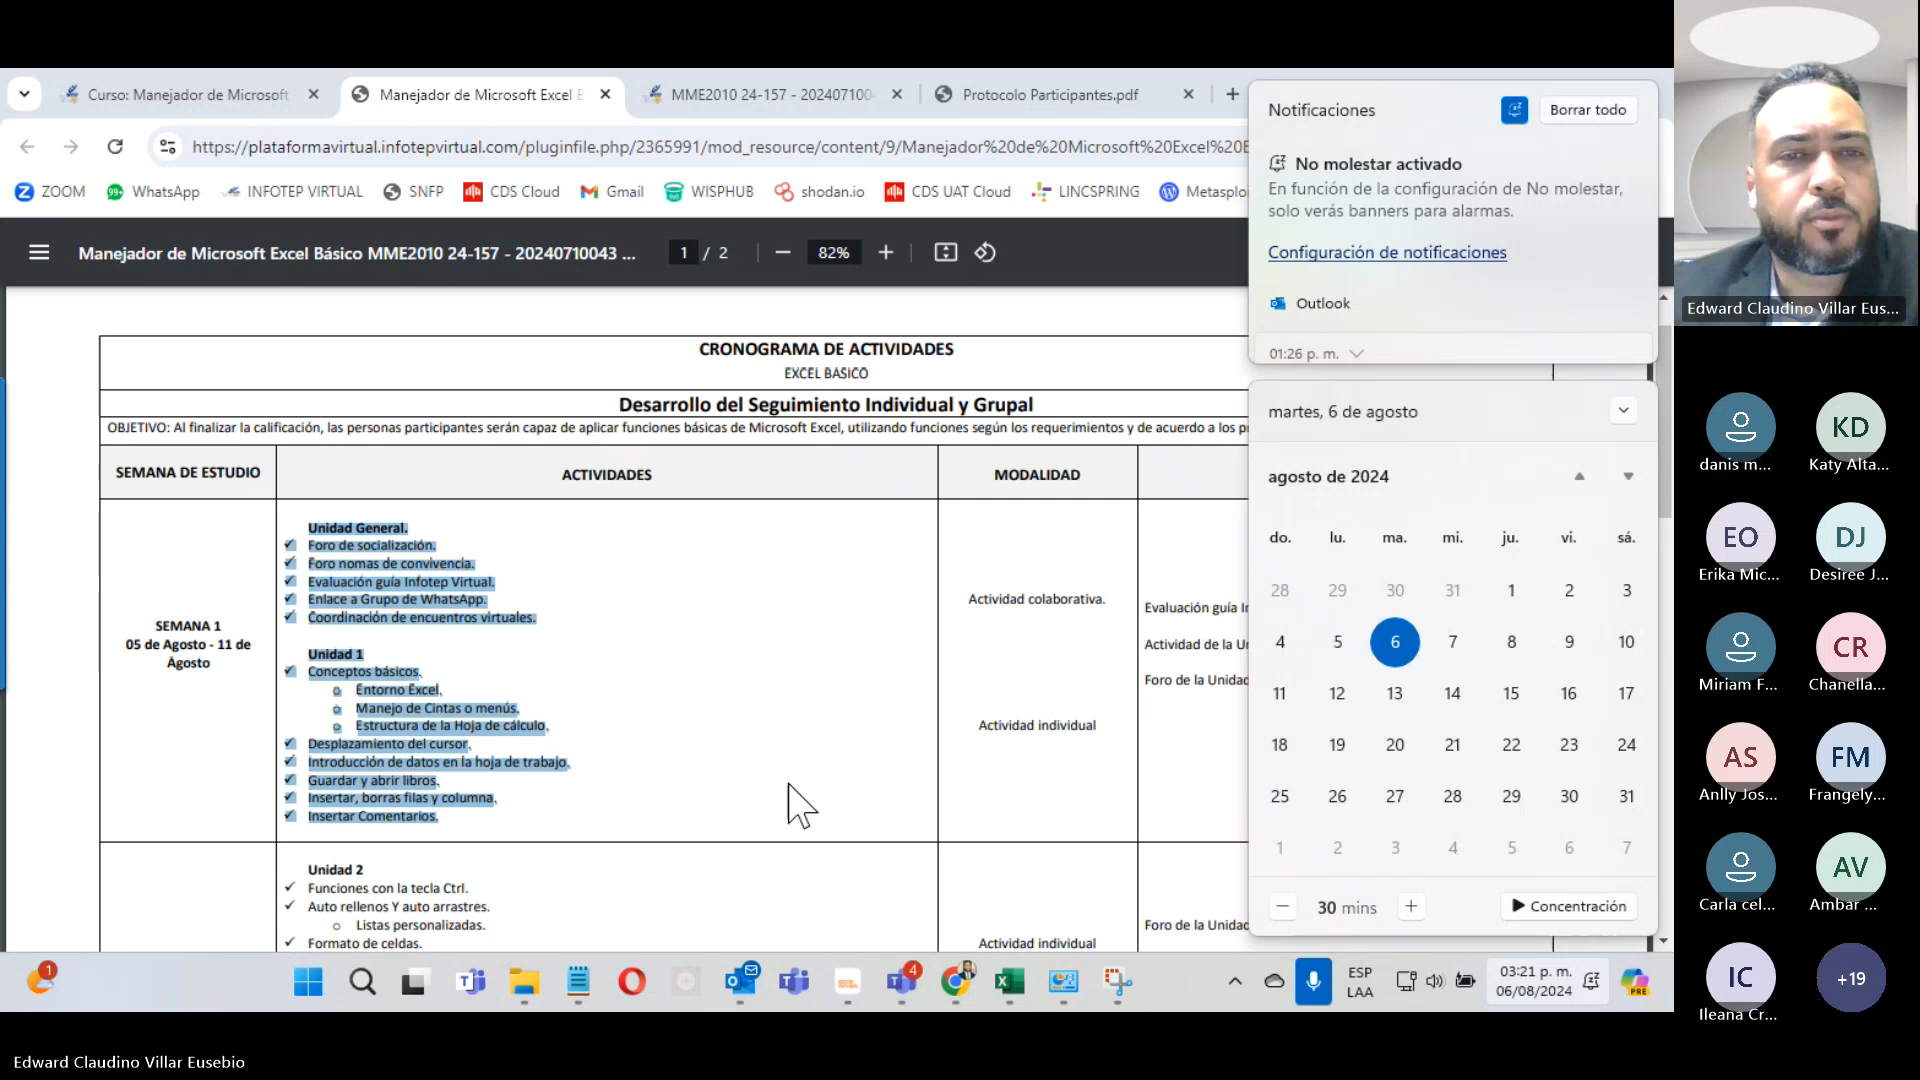 Curso: Manejador de Microsoft
Manejador de Microsoft Excel B
MME2010 24-157 - 202407100
Protocolo Participantes.pdf
https://plataformavirtual.infotepvirtual.com/pluginfile.php/2365991/mod_resource/content/9/Manejador%20de%20Microsoft%20Excel%20E
ZOOM
WhatsApp
INFOTEP VIRTUAL
SNFP
CDS Cloud
Gmail
WISPHUB
shodan.io
CDS UAT Cloud
LINCSPRING
Metasploi
Manejador de Microsoft Excel Básico MME2010 24-157 - 20240710043 ...
1 / 2
82%
CRONOGRAMA DE ACTIVIDADES
EXCEL BASICO
Desarrollo del Seguimiento Individual y Grupal
OBJETIVO: Al finalizar la calificación, las personas participantes serán capaz de aplicar funciones básicas de Microsoft Excel, utilizando funciones según los requerimientos y de acuerdo a los
SEMANA DE ESTUDIO
ACTIVIDADES
MODALIDAD
SEMANA 1
05 de Agosto - 11 de
Agosto
Unidad General.
Foro de socialización.
Foro nomas de convivencia.
Evaluación guía Infotep Virtual.
Enlace a Grupo de WhatsApp.
Coordinación de encuentros virtuales.
Unidad 1
Conceptos básicos.
Entorno Excel.
Manejo de Cintas o menús.
Estructura de la Hoja de cálculo.
Desplazamiento del cursor.
Introducción de datos en la hoja de trabajo.
Guardar y abrir libros.
Insertar, borras filas y columna.
Insertar Comentarios.
Actividad colaborativa.
Actividad individual
Evaluación guía
Actividad de la
Foro de la Unidad
Unidad 2
Funciones con la tecla Ctrl.
Auto rellenos Y auto arrastres.
Listas personalizadas.
Formato de celdas.
Actividad individual
Foro de la Unidad
Notificaciones
Borrar todo
No molestar activado
En función de la configuración de No molestar,
solo verás banners para alarmas.
Configuración de notificaciones
Outlook
01:26 p. m.
martes, 6 de agosto
agosto de 2024
do. lu. ma. mi. ju. vi. sá.
28 29 30 31 1 2 3
4 5 6 7 8 9 10
11 12 13 14 15 16 17
18 19 20 21 22 23 24
25 26 27 28 29 30 31
1 2 3 4 5 6 7
30 mins
Concentración
1
4
ESP
LAA
03:21 p. m.
06/08/2024
PRE
Edward Claudino Villar Eus...
danis m...
KD
Katy Alta...
EO
Erika Mic...
DJ
Desiree J...
Miriam F...
CR
Chanella...
AS
Anlly Jos...
FM
Frangely...
Carla cel...
AV
Ambar ...
IC
Ileana Cr...
+19
Edward Claudino Villar Eusebio